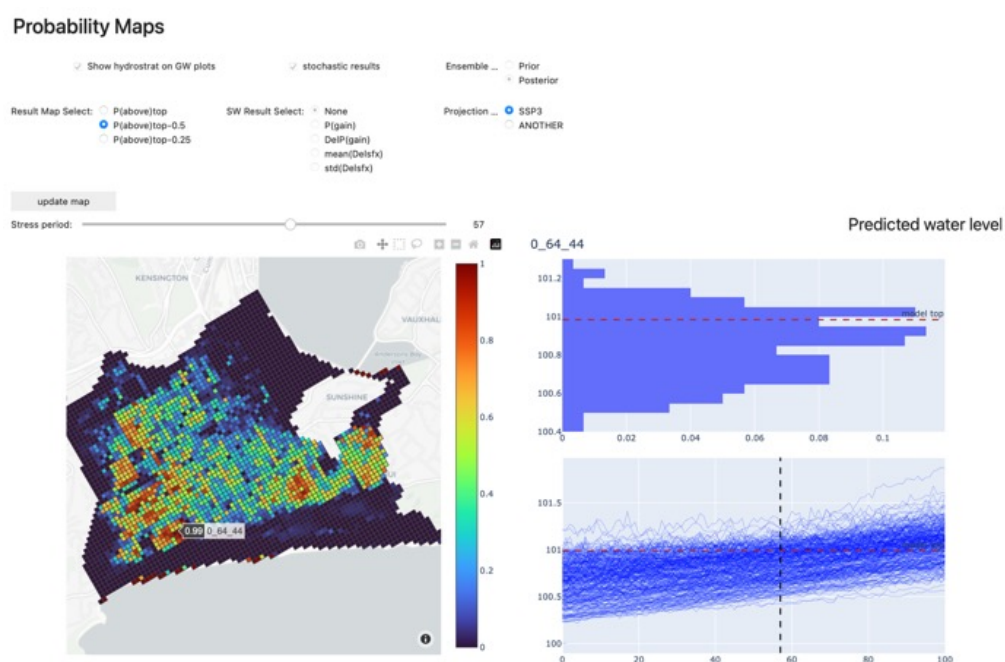 Probability Maps
Show hydrostrat on GW plots
stochastic results
Ensemble ...
Prior
Posterior
Result Map Select:
P(above)top
P(above)top-0.5
P(above)top-0.25
SW Result Select:
None
P(gain)
DelP(gain)
mean(Delsfx)
std(Delsfx)
Projection ...
SSP3
ANOTHER
update map
Stress period:
57
Predicted water level
KENSINGTON
VAUXHAL
SUNSHINE
0.99 0_64_44
1
0.8
0.6
0.4
0.2
0
0_64_44
101.2
101
100.8
100.6
100.4
model top
0
0.02
0.04
0.06
0.08
0.1
101.5
101
100.5
100
0
20
40
60
80
100